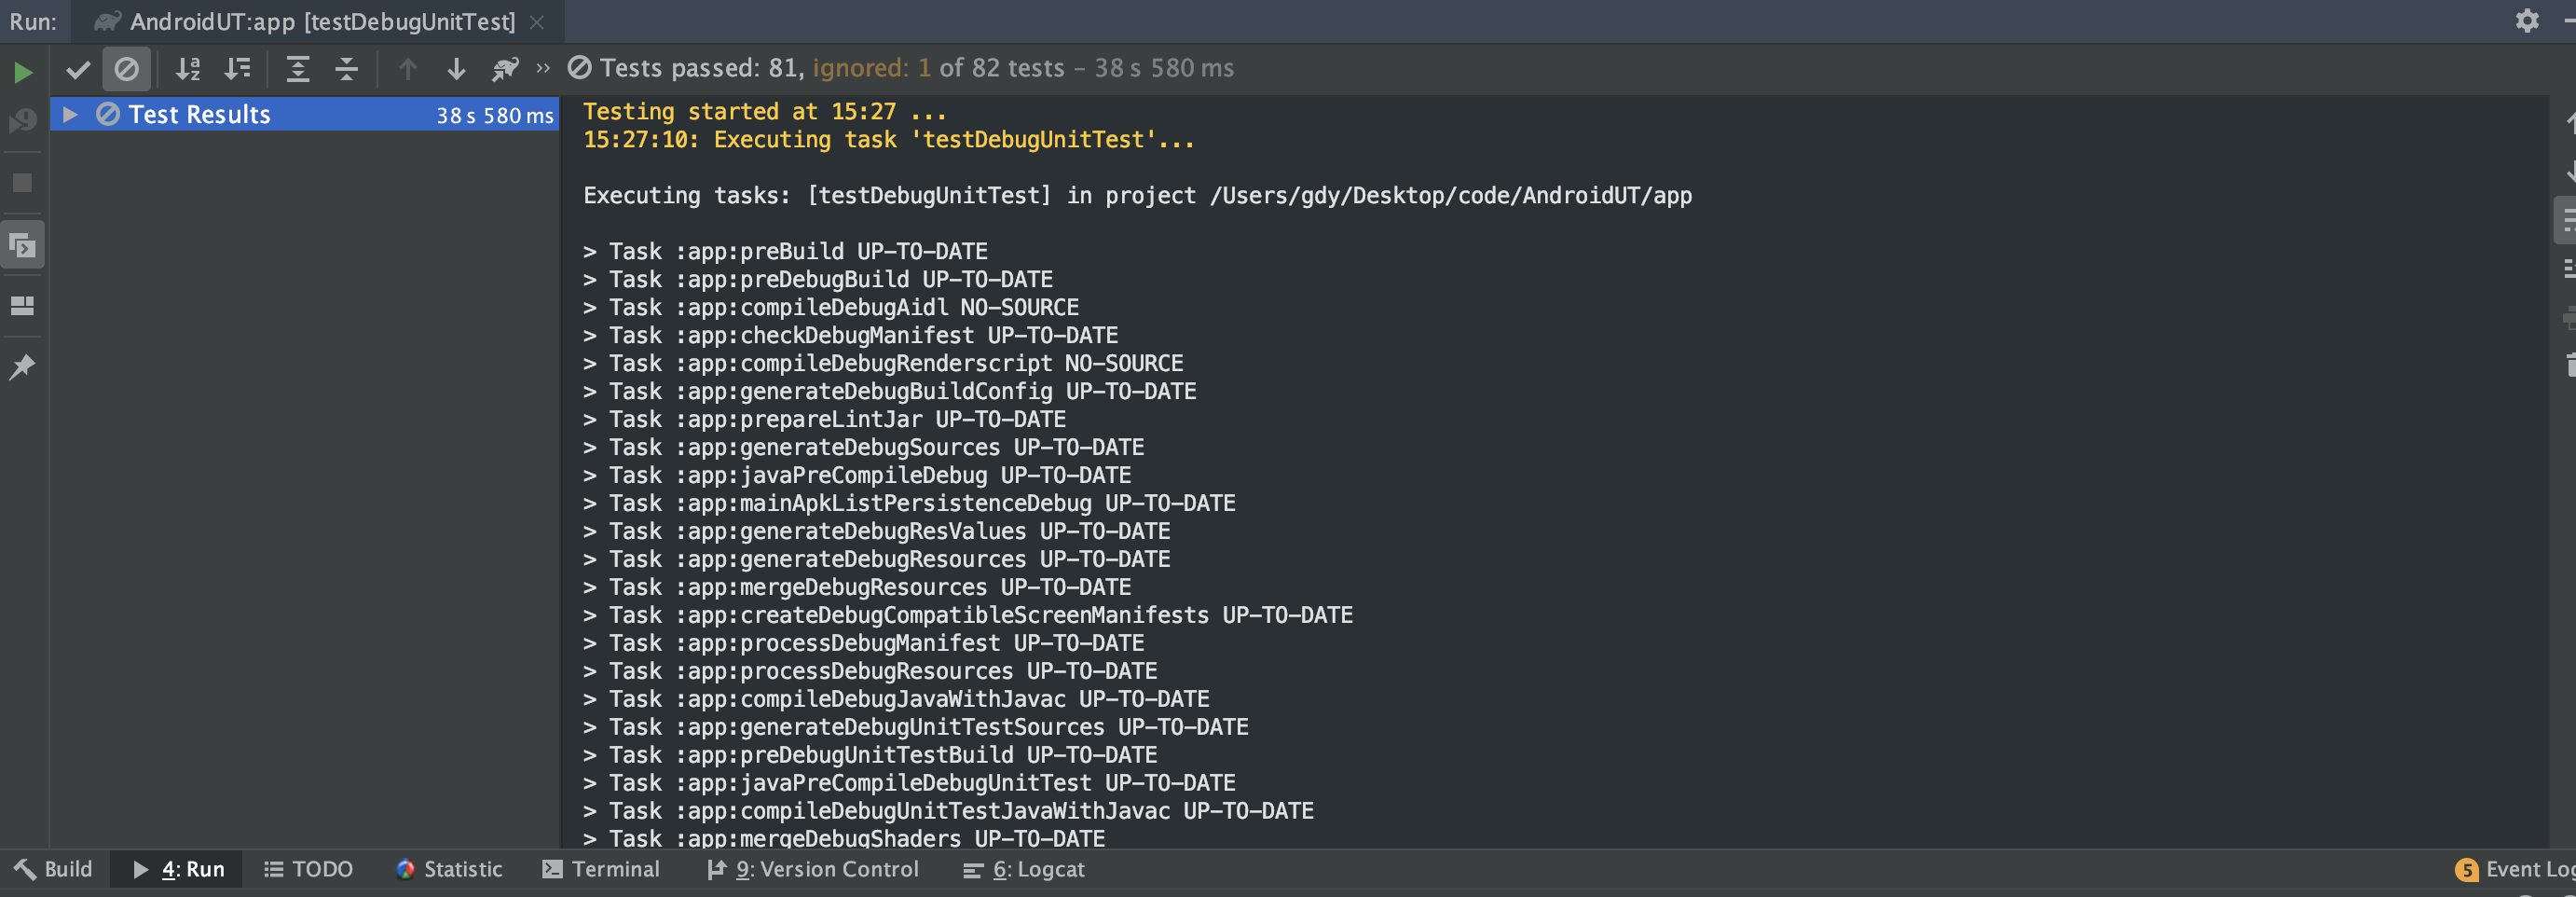 Run: AndroidUT:app [testDebugUnitTest]
Tests passed: 81, ignored: 1 of 82 tests – 38 s 580 ms
Test Results 38 s 580 ms
Testing started at 15:27 ...
15:27:10: Executing task 'testDebugUnitTest'...
Executing tasks: [testDebugUnitTest] in project /Users/gdy/Desktop/code/AndroidUT/app
> Task :app:preBuild UP-TO-DATE
> Task :app:preDebugBuild UP-TO-DATE
> Task :app:compileDebugAidl NO-SOURCE
> Task :app:checkDebugManifest UP-TO-DATE
> Task :app:compileDebugRenderscript NO-SOURCE
> Task :app:generateDebugBuildConfig UP-TO-DATE
> Task :app:prepareLintJar UP-TO-DATE
> Task :app:generateDebugSources UP-TO-DATE
> Task :app:javaPreCompileDebug UP-TO-DATE
> Task :app:mainApkListPersistenceDebug UP-TO-DATE
> Task :app:generateDebugResValues UP-TO-DATE
> Task :app:generateDebugResources UP-TO-DATE
> Task :app:mergeDebugResources UP-TO-DATE
> Task :app:createDebugCompatibleScreenManifests UP-TO-DATE
> Task :app:processDebugManifest UP-TO-DATE
> Task :app:processDebugResources UP-TO-DATE
> Task :app:compileDebugJavaWithJavac UP-TO-DATE
> Task :app:generateDebugUnitTestSources UP-TO-DATE
> Task :app:preDebugUnitTestBuild UP-TO-DATE
> Task :app:javaPreCompileDebugUnitTest UP-TO-DATE
> Task :app:compileDebugUnitTestJavaWithJavac UP-TO-DATE
> Task :app:mergeDebugShaders UP-TO-DATE
Build 4: Run TODO Statistic Terminal 9: Version Control 6: Logcat 5 Event Log